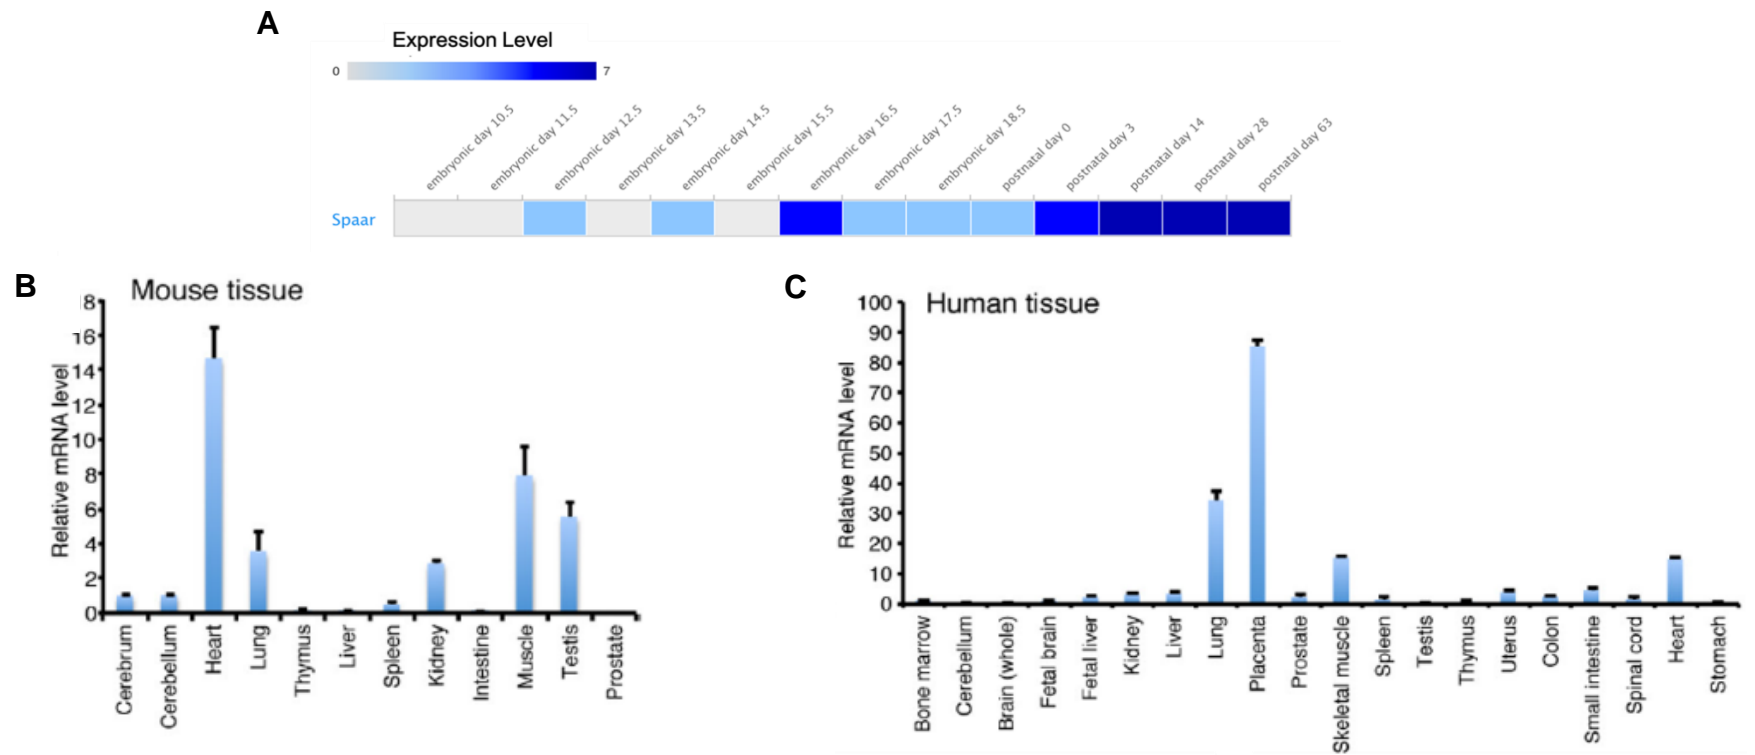 A
Expression Level
0 7
embryonic day 10.5
embryonic day 11.5
embryonic day 12.5
embryonic day 13.5
embryonic day 14.5
embryonic day 15.5
embryonic day 16.5
embryonic day 17.5
embryonic day 18.5
postnatal day 0
postnatal day 3
postnatal day 14
postnatal day 28
postnatal day 63
Spaar
B
Mouse tissue
Relative mRNA level
8
16
14
12
10
8
6
4
2
0
Cerebrum
Cerebellum
Heart
Lung
Thymus
Liver
Spleen
Kidney
Intestine
Muscle
Testis
Prostate
C
Human tissue
Relative mRNA level
100
90
80
70
60
50
40
30
20
10
0
Bone marrow
Cerebellum
Brain (whole)
Fetal brain
Fetal liver
Kidney
Liver
Lung
Placenta
Prostate
Skeletal muscle
Spleen
Testis
Thymus
Uterus
Colon
Small intestine
Spinal cord
Heart
Stomach